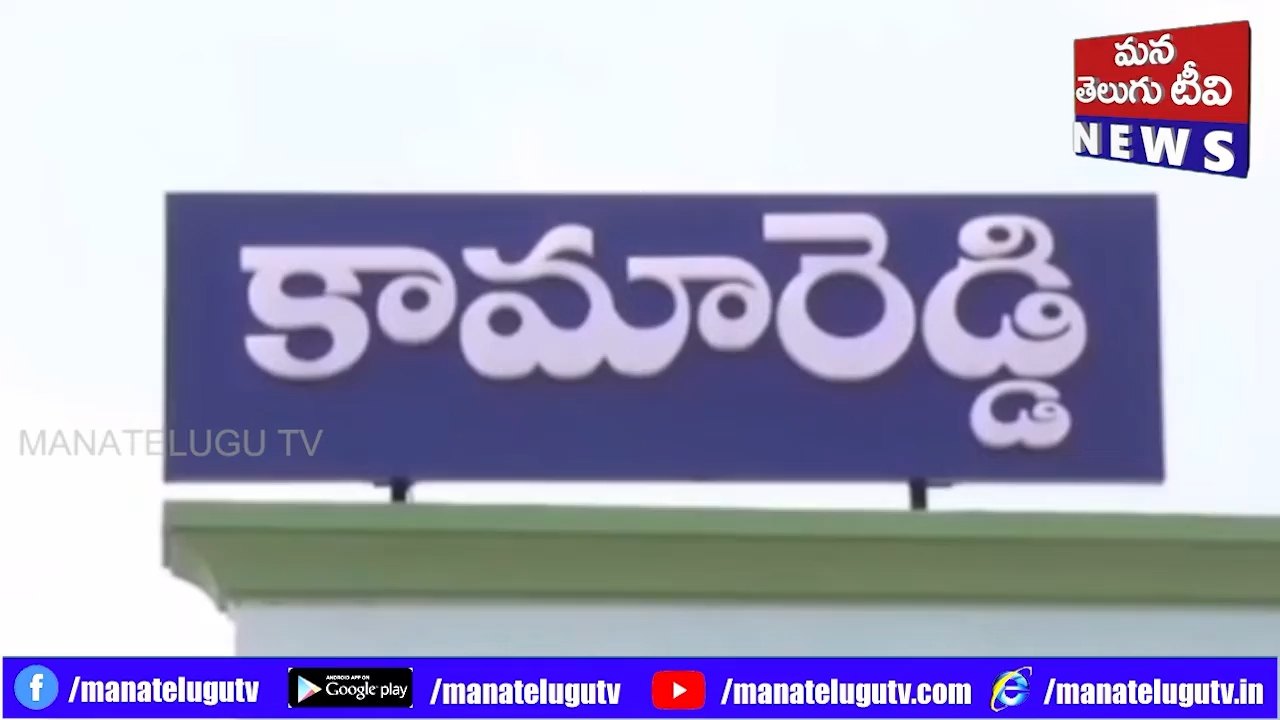 మన
తెలుగు టీవి
NEWS
కామారెడ్డి
MANATELUGU TV
/manatelugutv
ANDROID APP ON
Google play
/manatelugutv
/manatelugutv.com
/manatelugutv.in